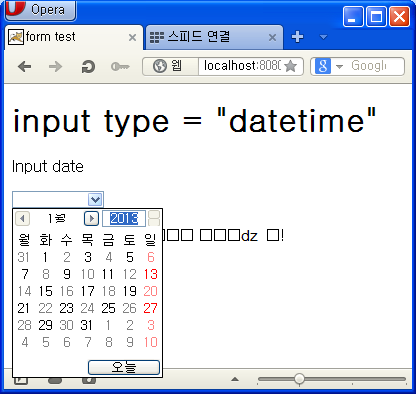 Opera
form test
스피드 연결
웹
localhost:8080
Google
input type = "datetime"
Input date
1월 2013
월 화 수 목 금 토 일
31 1 2 3 4 5 6
7 8 9 10 11 12 13
14 15 16 17 18 19 20
21 22 23 24 25 26 27
28 29 30 31 1 2 3
4 5 6 7 8 9 10
오늘
□□□ □□□dz □!